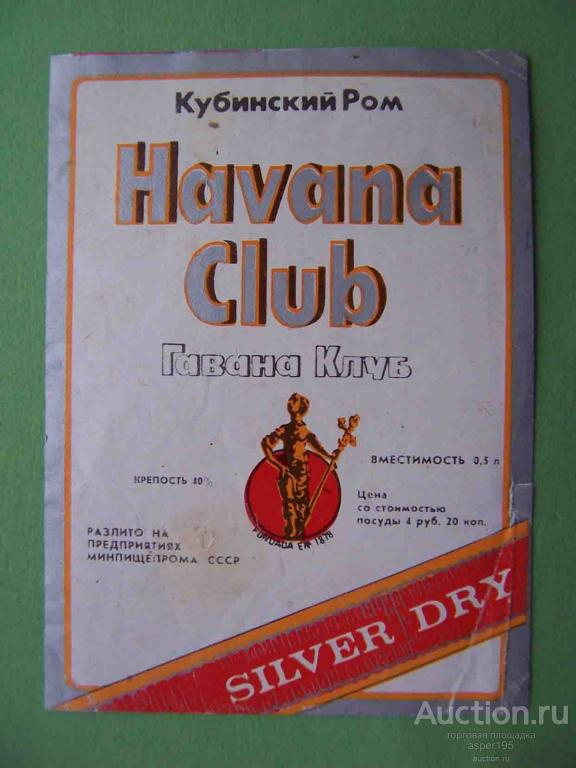 Кубинский Ром
Havana
Club
Гавана Клуб
КРЕПОСТЬ 40%
ВМЕСТИМОСТЬ 0,5 л
Цена
со стоимостью
посуды 4 руб. 20 коп.
FUNDADA EN 1878
РАЗЛИТО НА
ПРЕДПРИЯТИЯХ
МИНПИЩЕПРОМА СССР
SILVER DRY
Auction.ru
торговая площадка
asper195
auction.ru